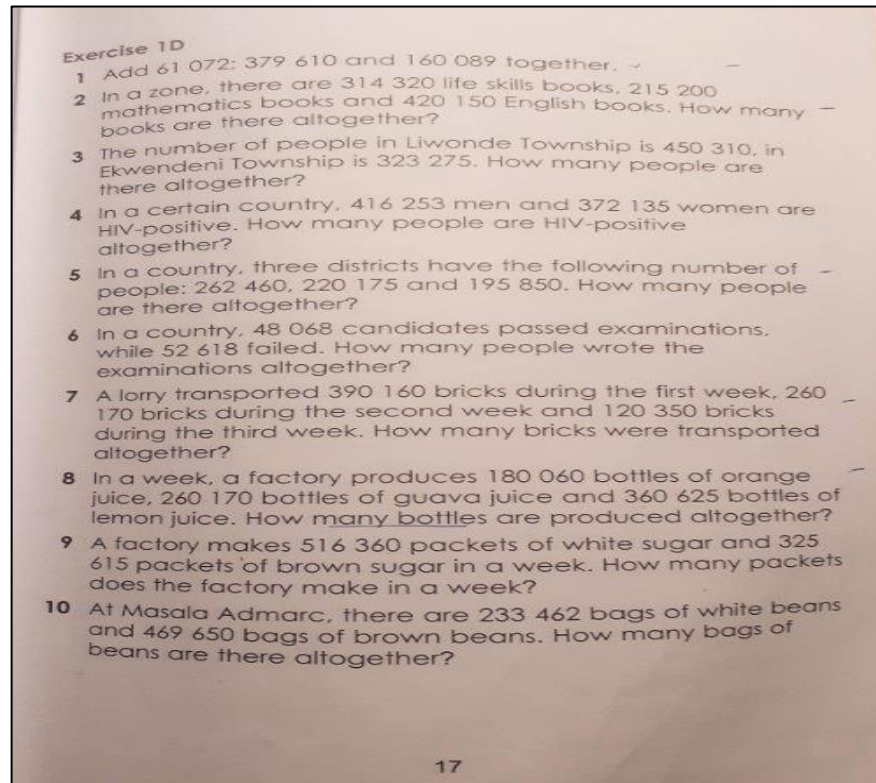 Exercise 1D
1 Add 61 072; 379 610 and 160 089 together.
2 In a zone, there are 314 320 life skills books, 215 200
mathematics books and 420 150 English books. How many
books are there altogether?
3 The number of people in Liwonde Township is 450 310, in
Ekwendeni Township is 323 275. How many people are
there altogether?
4 In a certain country, 416 253 men and 372 135 women are
HIV-positive. How many people are HIV-positive
altogether?
5 In a country, three districts have the following number of
people: 262 460, 220 175 and 195 850. How many people
are there altogether?
6 In a country, 48 068 candidates passed examinations,
while 52 618 failed. How many people wrote the
examinations altogether?
7 A lorry transported 390 160 bricks during the first week, 260
170 bricks during the second week and 120 350 bricks
during the third week. How many bricks were transported
altogether?
8 In a week, a factory produces 180 060 bottles of orange
juice, 260 170 bottles of guava juice and 360 625 bottles of
lemon juice. How many bottles are produced altogether?
9 A factory makes 516 360 packets of white sugar and 325
615 packets of brown sugar in a week. How many packets
does the factory make in a week?
10 At Masala Admarc, there are 233 462 bags of white beans
and 469 650 bags of brown beans. How many bags of
beans are there altogether?
17